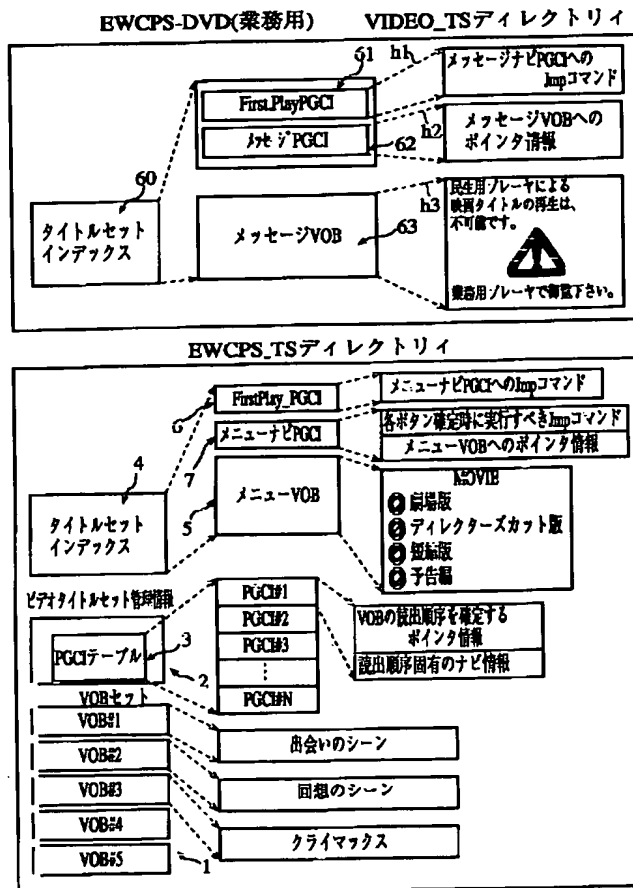 EWCPS-DVD(業務用) VIDEO_TSディレクトリィ
61
h1
First.PlayPGCI
メッセージPGCI
62
メッセージナビPGCIへの
Jmpコマンド
h2
メッセージVOBへの
ポインタ情報
60
タイトルセット
インデックス
メッセージVOB
63
h3
民生用プレーヤによる
映画タイトルの再生は、
不可能です。
業務用プレーヤで御覧下さい。
EWCPS_TSディレクトリィ
6
FirstPlay_PGCI
メニューナビPGCIへのJmpコマンド
7
メニューナビPGCI
各ボタン確定時に実行すべきJmpコマンド
メニューVOBへのポインタ情報
4
タイトルセット
インデックス
5
メニューVOB
MOVIE
劇場版
ディレクターズカット版
短編版
予告編
ビデオタイトルセット管理情報
PGCIテーブル
3
2
PGCI#1
PGCI#2
PGCI#3
⋮
PGCI#N
VOBの読出順序を確定する
ポインタ情報
読出順序固有のナビ情報
VOBセット
VOB#1
VOB#2
VOB#3
VOB#4
VOB#5
1
出会いのシーン
回想のシーン
クライマックス